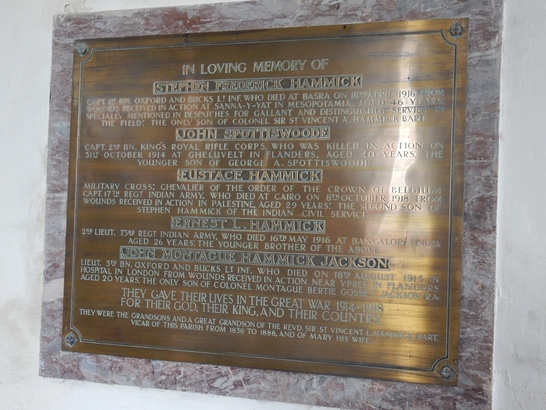 IN LOVING MEMORY OF
STEPHEN FREDERICK HAMMICK
CAPT. BN. OXFORD AND BUCKS LT INF. WHO DIED AT BASRA ON APRIL 1916 FROM
WOUNDS RECEIVED IN ACTION AT SANNA-Y-YAT IN MESOPOTAMIA, AGED 46 YEARS.
SPECIALLY MENTIONED IN DESPATCHES FOR GALLANT AND DISTINGUISHED SERVICE IN
THE FIELD: THE ONLY SON OF COLONEL SIR ST. VINCENT A. HAMMICK BART.
JOHN SPOTTISWOODE
CAPT. 2ND BN. KING'S ROYAL RIFLE CORPS, WHO WAS KILLED IN ACTION ON
31ST OCTOBER 1914 AT GHELUVELT IN FLANDERS, AGED YEARS. THE
YOUNGER SON OF GEORGE A. SPOTTISWOODE
EUSTACE HAMMICK
MILITARY CROSS: CHEVALIER OF THE ORDER OF THE CROWN OF BELGIUM
CAPT. 17TH REGT INDIAN ARMY, WHO DIED AT CAIRO ON 6TH OCTOBER 1918 FROM
WOUNDS RECEIVED IN ACTION IN PALESTINE, AGED 29 YEARS: THE SECOND SON OF
STEPHEN HAMMICK OF THE INDIAN CIVIL SERVICE
ERNEST L. HAMMICK
2ND LIEUT. 73RD REGT INDIAN ARMY, WHO DIED 16TH MAY 1916 AT BANGALORE INDIA
AGED 26 YEARS: THE YOUNGER BROTHER OF THE ABOVE
JOHN MONTAGUE HAMMICK JACKSON
LIEUT. 5TH BN. OXFORD AND BUCKS LT INF. WHO DIED ON 18TH AUGUST IN
HOSPITAL IN LONDON FROM WOUNDS RECEIVED IN ACTION NEAR YPRES IN FLANDERS
AGED 20 YEARS: THE ONLY SON OF COLONEL MONTAGUE BERTIE GOSSET JACKSON R.A.
THEY GAVE THEIR LIVES IN THE GREAT WAR 1914-1918
FOR THEIR GOD, THEIR KING, AND THEIR COUNTRY
THEY WERE THE GRANDSONS AND A GREAT GRANDSON OF THE REVD. SIR ST VINCENT L. HAMMICK BART.
VICAR OF THIS PARISH FROM 1836 TO 1888, AND OF MARY HIS WIFE